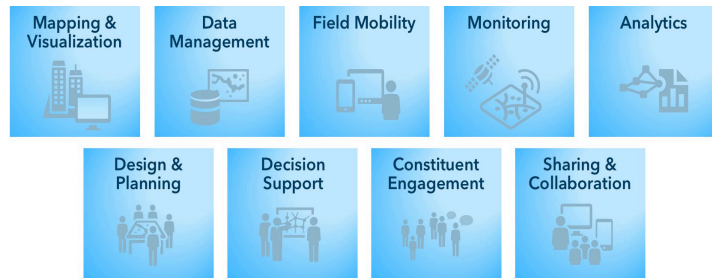 Mapping &
Visualization
Data
Management
Field Mobility
Monitoring
Analytics
Design &
Planning
Decision
Support
Constituent
Engagement
Sharing &
Collaboration